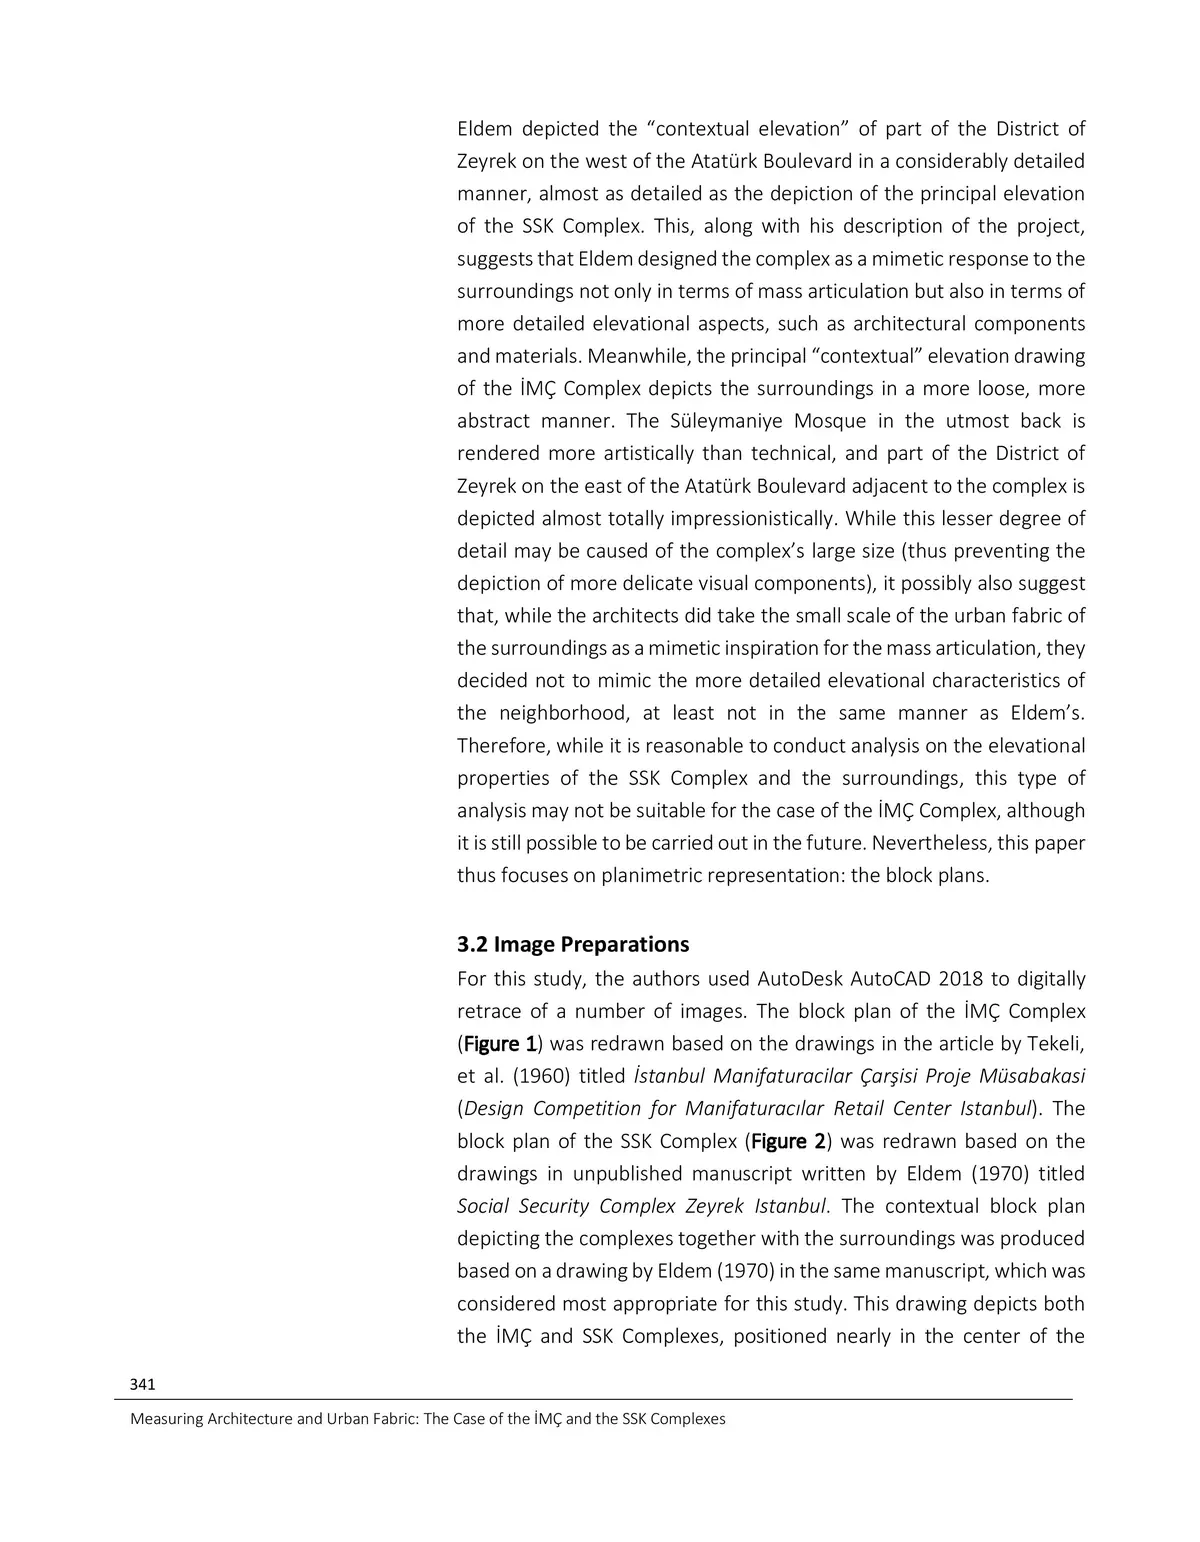 Eldem depicted the “contextual elevation” of part of the District of
Zeyrek on the west of the Atatürk Boulevard in a considerably detailed
manner, almost as detailed as the depiction of the principal elevation
of the SSK Complex. This, along with his description of the project,
suggests that Eldem designed the complex as a mimetic response to the
surroundings not only in terms of mass articulation but also in terms of
more detailed elevational aspects, such as architectural components
and materials. Meanwhile, the principal “contextual” elevation drawing
of the İMÇ Complex depicts the surroundings in a more loose, more
abstract manner. The Süleymaniye Mosque in the utmost back is
rendered more artistically than technical, and part of the District of
Zeyrek on the east of the Atatürk Boulevard adjacent to the complex is
depicted almost totally impressionistically. While this lesser degree of
detail may be caused of the complex’s large size (thus preventing the
depiction of more delicate visual components), it possibly also suggest
that, while the architects did take the small scale of the urban fabric of
the surroundings as a mimetic inspiration for the mass articulation, they
decided not to mimic the more detailed elevational characteristics of
the neighborhood, at least not in the same manner as Eldem’s.
Therefore, while it is reasonable to conduct analysis on the elevational
properties of the SSK Complex and the surroundings, this type of
analysis may not be suitable for the case of the İMÇ Complex, although
it is still possible to be carried out in the future. Nevertheless, this paper
thus focuses on planimetric representation: the block plans.
3.2 Image Preparations
For this study, the authors used AutoDesk AutoCAD 2018 to digitally
retrace of a number of images. The block plan of the İMÇ Complex
(Figure 1) was redrawn based on the drawings in the article by Tekeli,
et al. (1960) titled İstanbul Manifaturacilar Çarşisi Proje Müsabakasi
(Design Competition for Manifaturacılar Retail Center Istanbul). The
block plan of the SSK Complex (Figure 2) was redrawn based on the
drawings in unpublished manuscript written by Eldem (1970) titled
Social Security Complex Zeyrek Istanbul. The contextual block plan
depicting the complexes together with the surroundings was produced
based on a drawing by Eldem (1970) in the same manuscript, which was
considered most appropriate for this study. This drawing depicts both
the İMÇ and SSK Complexes, positioned nearly in the center of the
341
Measuring Architecture and Urban Fabric: The Case of the İMÇ and the SSK Complexes